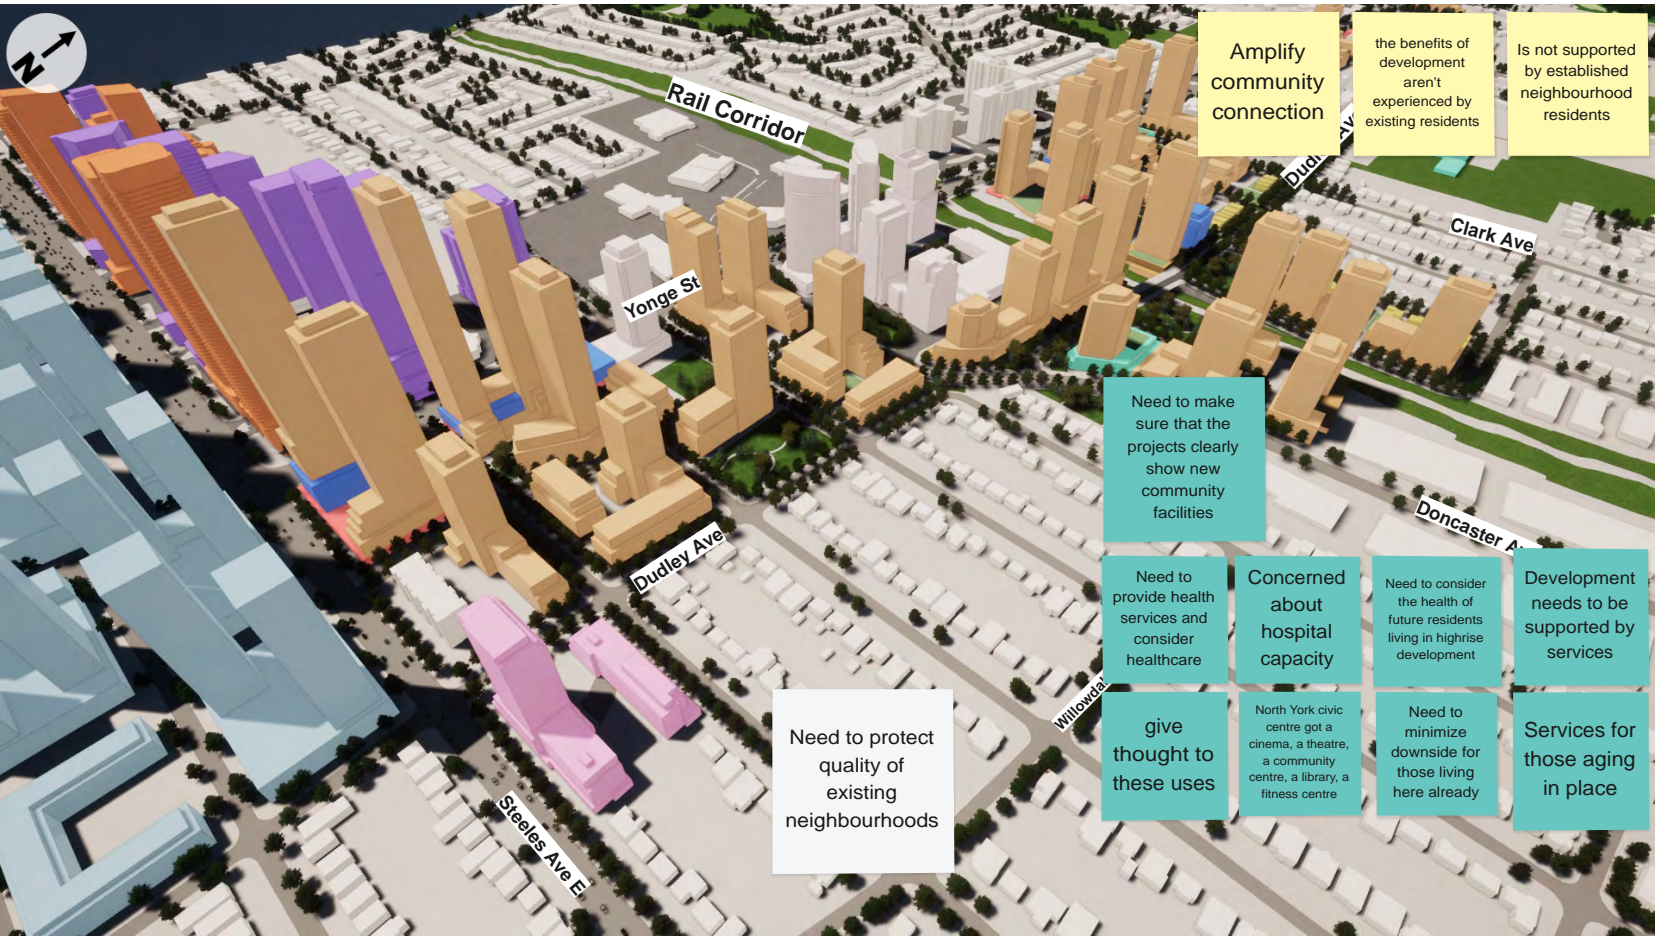 N
Rail Corridor
Amplify
community
connection
the benefits of
development
aren't
experienced by
existing residents
Is not supported
by established
neighbourhood
residents
Clark Ave
Yonge St
Need to make
sure that the
projects clearly
show new
community
facilities
Doncaster
Dudley Ave
Need to
provide health
services and
consider
healthcare
Concerned
about
hospital
capacity
Need to consider
the health of
future residents
living in highrise
development
Development
needs to be
supported by
services
give
thought to
these uses
North York civic
centre got a
cinema, a theatre,
a community
centre, a library, a
fitness centre
Need to
minimize
downside for
those living
here already
Services for
those aging
in place
Need to protect
quality of
existing
neighbourhoods
Steeles Ave E